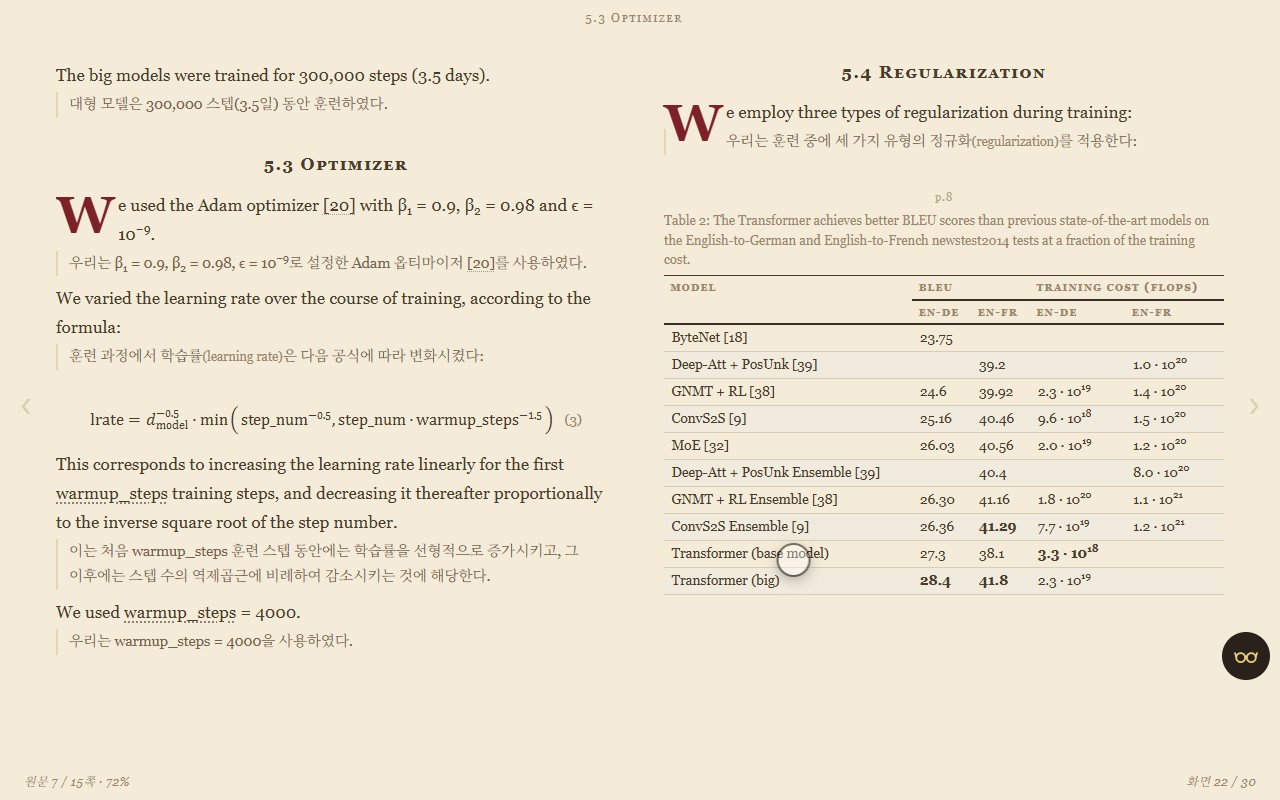 5.3 Optimizer
The big models were trained for 300,000 steps (3.5 days).
대형 모델은 300,000 스텝(3.5일) 동안 훈련하였다.
5.3 Optimizer
We used the Adam optimizer [20] with β₁ = 0.9, β₂ = 0.98 and ϵ =
10⁻⁹.
우리는 β₁ = 0.9, β₂ = 0.98, ϵ = 10⁻⁹로 설정한 Adam 옵티마이저 [20]를 사용하였다.
We varied the learning rate over the course of training, according to the
formula:
훈련 과정에서 학습률(learning rate)은 다음 공식에 따라 변화시켰다:
lrate = d_model^−0.5 · min(step_num^−0.5, step_num · warmup_steps^−1.5) (3)
This corresponds to increasing the learning rate linearly for the first
warmup_steps training steps, and decreasing it thereafter proportionally
to the inverse square root of the step number.
이는 처음 warmup_steps 훈련 스텝 동안에는 학습률을 선형적으로 증가시키고, 그
이후에는 스텝 수의 역제곱근에 비례하여 감소시키는 것에 해당한다.
We used warmup_steps = 4000.
우리는 warmup_steps = 4000을 사용하였다.
5.4 Regularization
We employ three types of regularization during training:
우리는 훈련 중에 세 가지 유형의 정규화(regularization)를 적용한다:
p.8
Table 2: The Transformer achieves better BLEU scores than previous state-of-the-art models on
the English-to-German and English-to-French newstest2014 tests at a fraction of the training
cost.
MODEL BLEU TRAINING COST (FLOPS)
EN-DE EN-FR EN-DE EN-FR
ByteNet [18] 23.75
Deep-Att + PosUnk [39] 39.2 1.0 · 10²⁰
GNMT + RL [38] 24.6 39.92 2.3 · 10¹⁹ 1.4 · 10²⁰
ConvS2S [9] 25.16 40.46 9.6 · 10¹⁸ 1.5 · 10²⁰
MoE [32] 26.03 40.56 2.0 · 10¹⁹ 1.2 · 10²⁰
Deep-Att + PosUnk Ensemble [39] 40.4 8.0 · 10²⁰
GNMT + RL Ensemble [38] 26.30 41.16 1.8 · 10²⁰ 1.1 · 10²¹
ConvS2S Ensemble [9] 26.36 41.29 7.7 · 10¹⁹ 1.2 · 10²¹
Transformer (base model) 27.3 38.1 3.3 · 10¹⁸
Transformer (big) 28.4 41.8 2.3 · 10¹⁹
원문 7 / 15쪽 · 72%
화면 22 / 30